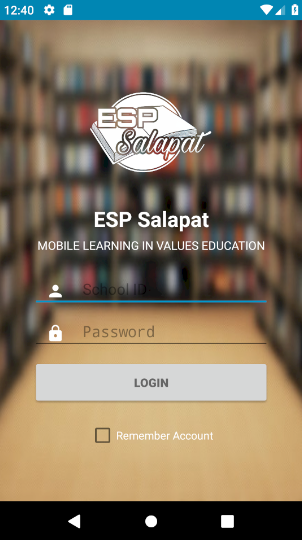 12:40
ESP
Salapat
ESP Salapat
MOBILE LEARNING IN VALUES EDUCATION
School ID
Password
LOGIN
Remember Account